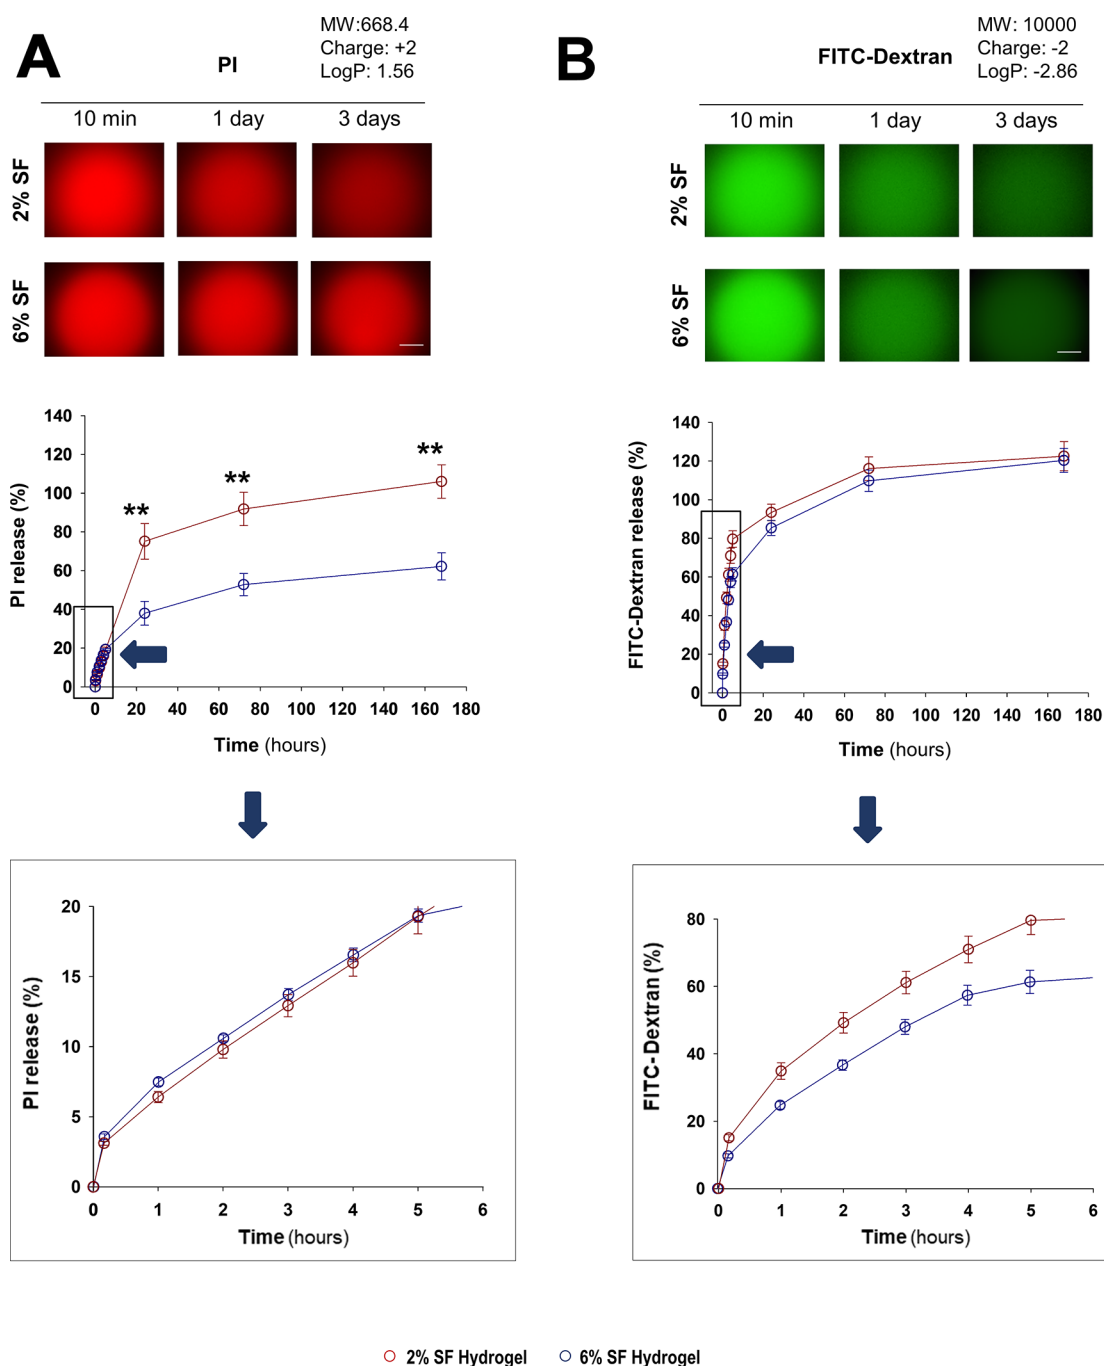 A
PI
MW:668.4
Charge: +2
LogP: 1.56
10 min
1 day
3 days
2% SF
6% SF
PI release (%)
140
120
100
80
60
40
20
0
**
**
**
0 20 40 60 80 100 120 140 160 180
Time (hours)
PI release (%)
20
15
10
5
0
0 1 2 3 4 5 6
Time (hours)
B
FITC-Dextran
MW: 10000
Charge: -2
LogP: -2.86
10 min
1 day
3 days
2% SF
6% SF
FITC-Dextran release (%)
140
120
100
80
60
40
20
0
0 20 40 60 80 100 120 140 160 180
Time (hours)
FITC-Dextran (%)
80
60
40
20
0
0 1 2 3 4 5 6
Time (hours)
2% SF Hydrogel
6% SF Hydrogel